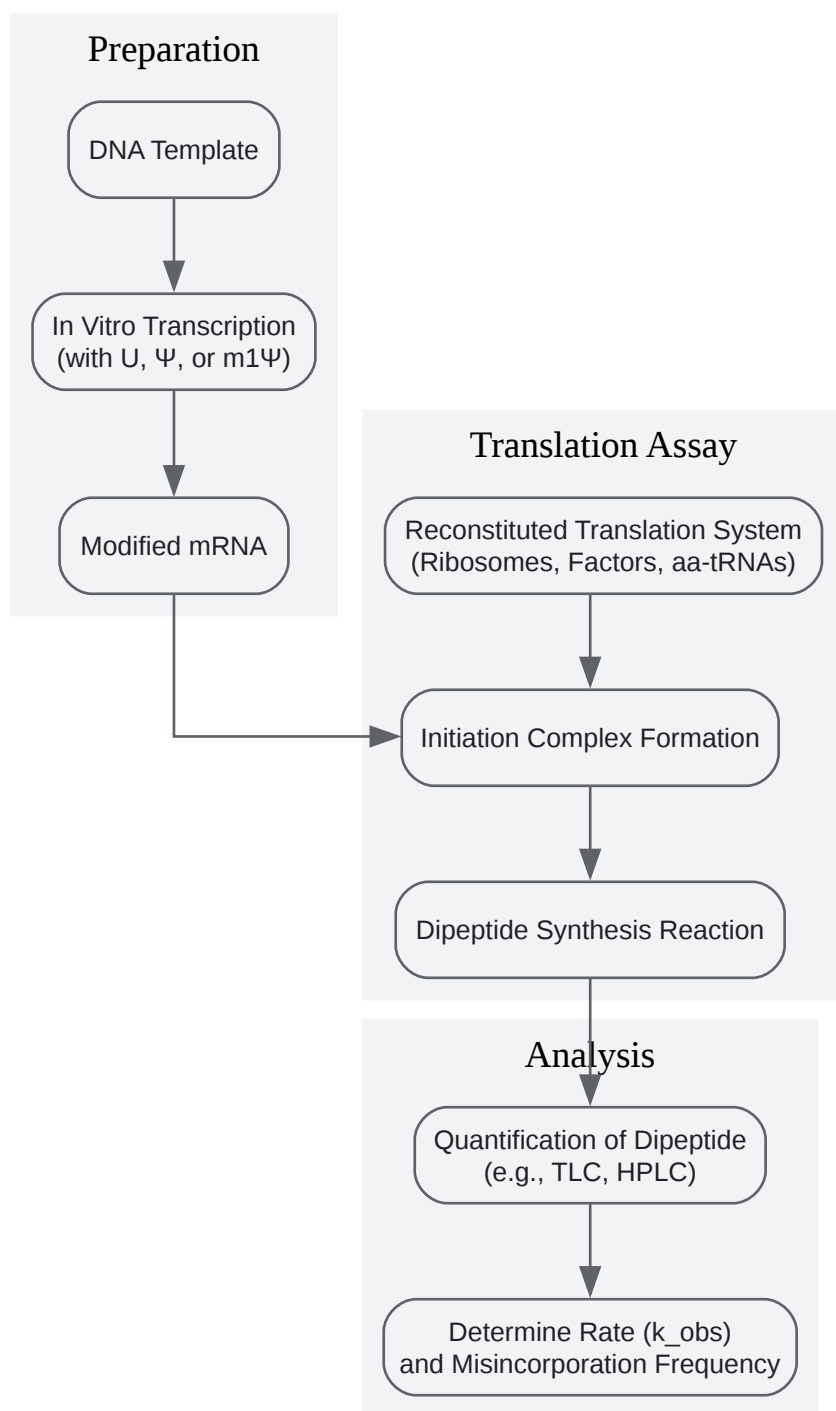 Preparation
DNA Template
In Vitro Transcription
(with U, Ψ, or m1Ψ)
Modified mRNA
Translation Assay
Reconstituted Translation System
(Ribosomes, Factors, aa-tRNAs)
Initiation Complex Formation
Dipeptide Synthesis Reaction
Analysis
Quantification of Dipeptide
(e.g., TLC, HPLC)
Determine Rate (k_obs)
and Misincorporation Frequency